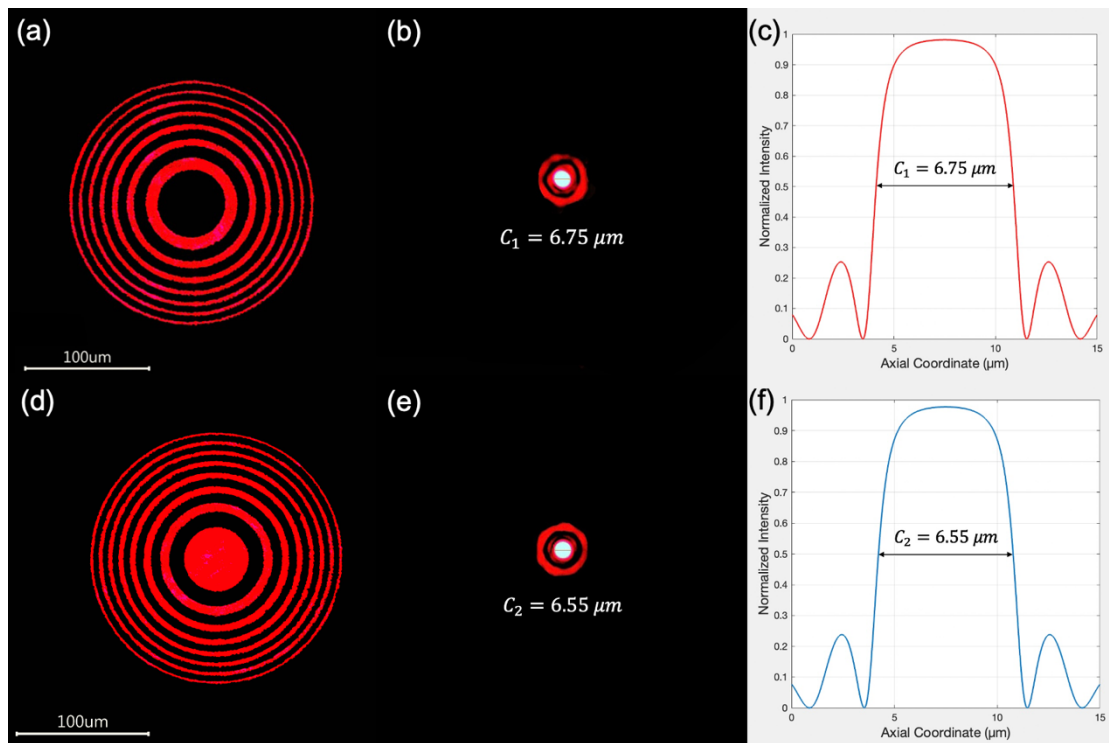 (a)
100um
(b)
C₁ = 6.75 μm
(c)
Normalized Intensity
1
0.9
0.8
0.7
0.6
0.5
0.4
0.3
0.2
0.1
0
C₁ = 6.75 μm
0 5 10 15
Axial Coordinate (μm)
(d)
100um
(e)
C₂ = 6.55 μm
(f)
Normalized Intensity
1
0.9
0.8
0.7
0.6
0.5
0.4
0.3
0.2
0.1
0
C₂ = 6.55 μm
0 5 10 15
Axial Coordinate (μm)